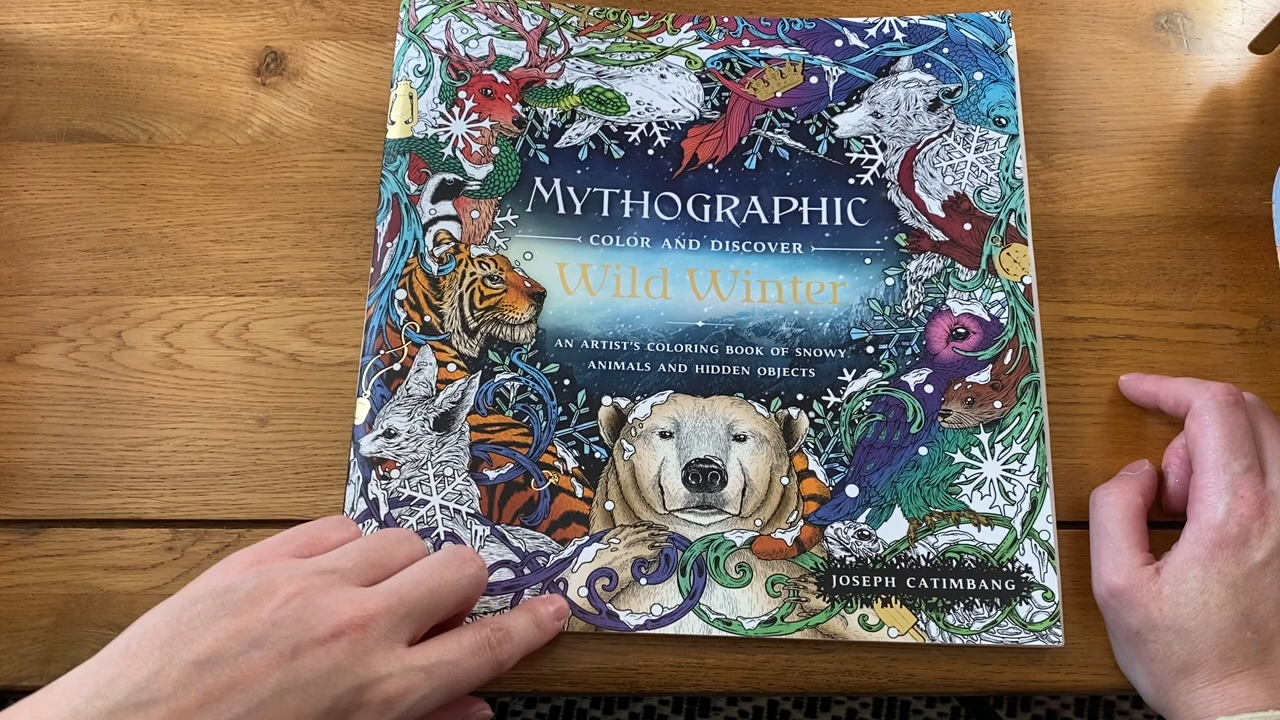 MYTHOGRAPHIC
COLOR AND DISCOVER
Wild Winter
AN ARTIST'S COLORING BOOK OF SNOWY
ANIMALS AND HIDDEN OBJECTS
JOSEPH CATIMBANG